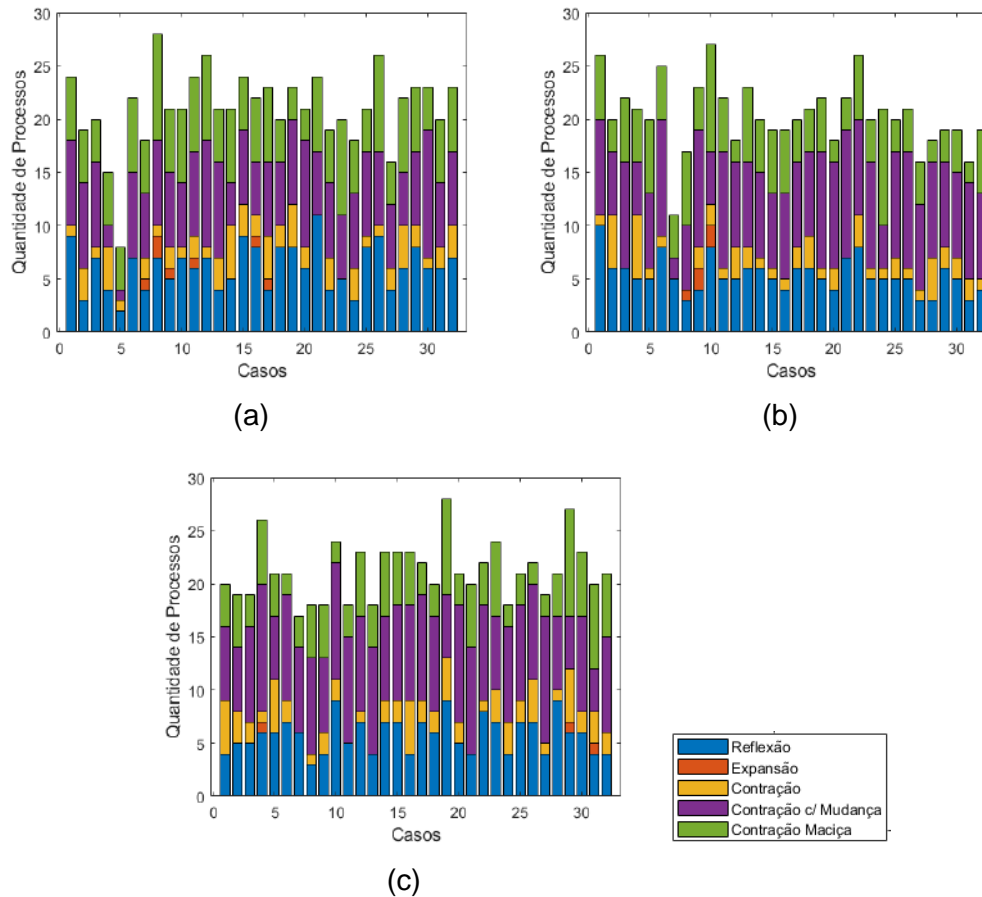 30
25
20
15
10
5
0
Quantidade de Processos
0 5 10 15 20 25 30
Casos
(a)
30
25
20
15
10
5
0
Quantidade de Processos
0 5 10 15 20 25 30
Casos
(b)
30
25
20
15
10
5
0
Quantidade de Processos
0 5 10 15 20 25 30
Casos
(c)
Reflexão
Expansão
Contração
Contração c/ Mudança
Contração Maciça